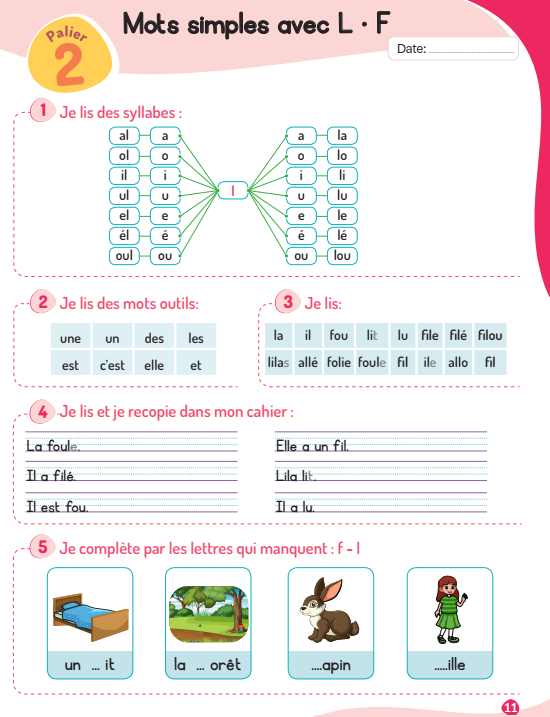 Mots simples avec L · F
Palier
2
Date: ..............................
1 Je lis des syllabes :
al a a la
ol o o lo
il i i li
ul u l u lu
el e e le
él é é lé
oul ou ou lou
2 Je lis des mots outils:
une un des les
est c'est elle et
3 Je lis:
la il fou lit lu file filé filou
lilas allé folie foule fil ile allo fil
4 Je lis et je recopie dans mon cahier :
La foule.
Il a filé.
Il est fou.
Elle a un fil.
Lila lit.
Il a lu.
5 Je complète par les lettres qui manquent : f - l
un ... it
la ... orêt
....apin
.....ille
11